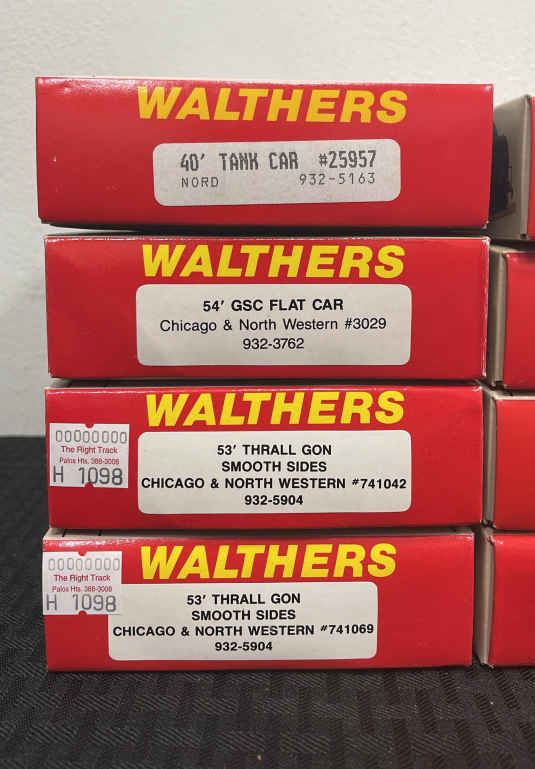 WALTHERS
40' TANK CAR #25957
NORD 932-5163
WALTHERS
54' GSC FLAT CAR
Chicago & North Western #3029
932-3762
WALTHERS
00000000
The Right Track
Palos Hts. 388-3008
H 1098
53' THRALL GON
SMOOTH SIDES
CHICAGO & NORTH WESTERN #741042
932-5904
WALTHERS
00000000
The Right Track
Palos Hts. 388-3008
H 1098
53' THRALL GON
SMOOTH SIDES
CHICAGO & NORTH WESTERN #741069
932-5904